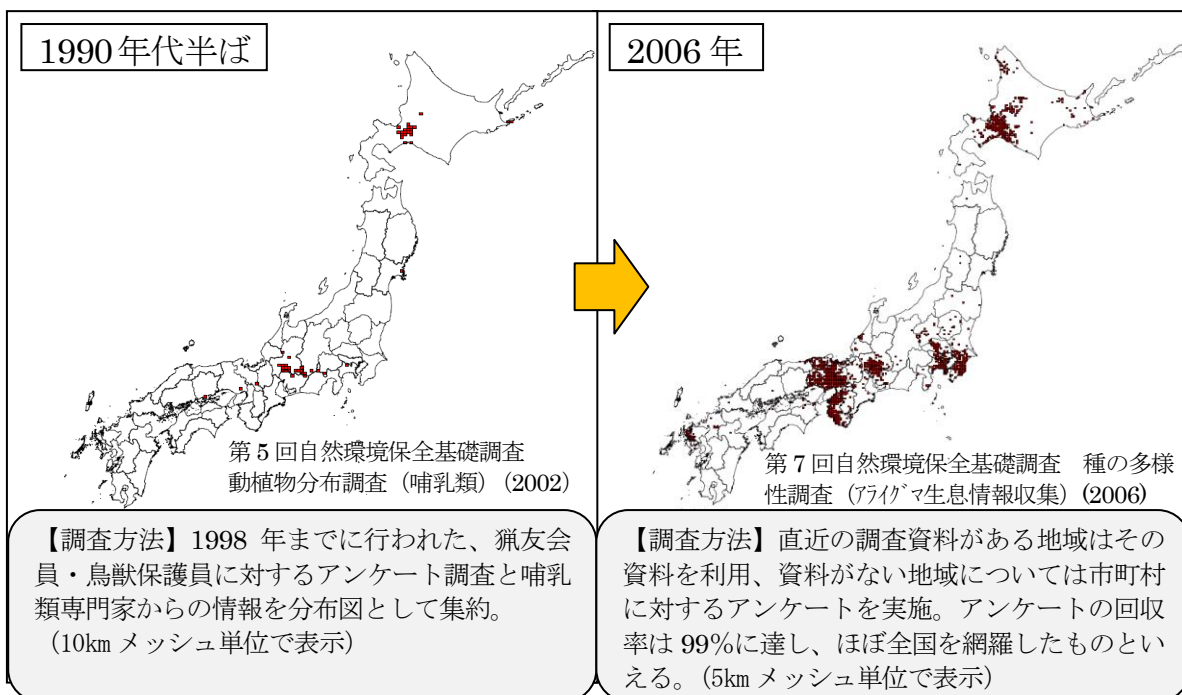 1990年代半ば
第5回自然環境保全基礎調査
動植物分布調査（哺乳類）(2002)
【調査方法】1998 年までに行われた、猟友会
員・鳥獣保護員に対するアンケート調査と哺乳
類専門家からの情報を分布図として集約。
（10km メッシュ単位で表示）
2006年
第7回自然環境保全基礎調査　種の多様
性調査（ｱﾗｲｸﾞﾏ生息情報収集）(2006)
【調査方法】直近の調査資料がある地域はその
資料を利用、資料がない地域については市町村
に対するアンケートを実施。アンケートの回収
率は 99%に達し、ほぼ全国を網羅したものとい
える。（5km メッシュ単位で表示）